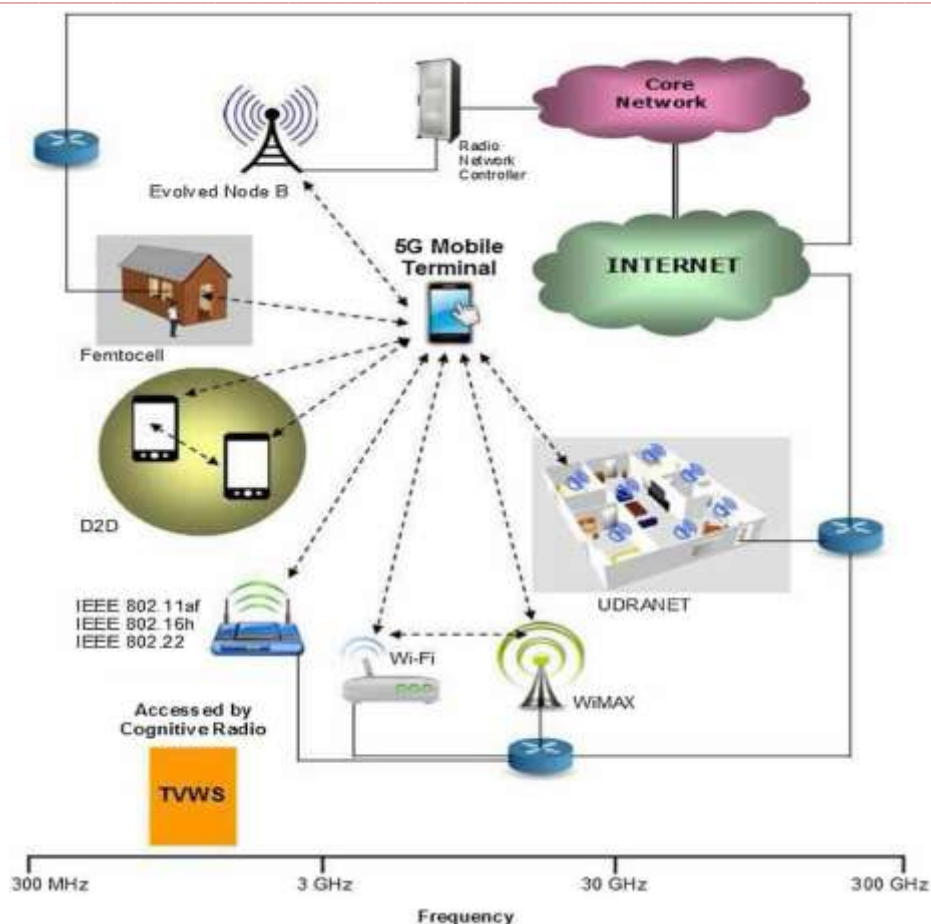 Core
Network
Radio
Network
Controller
Evolved Node B
5G Mobile
Terminal
INTERNET
Femtocell
D2D
UDRANET
IEEE 802.11af
IEEE 802.16h
IEEE 802.22
Wi-Fi
WiMAX
Accessed by
Cognitive Radio
TVWS
300 MHz
3 GHz
30 GHz
300 GHz
Frequency